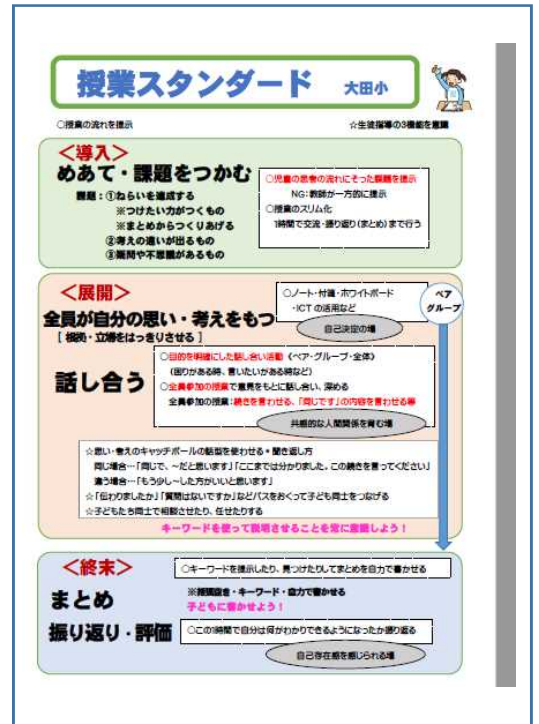 授業スタンダード 大田小
○授業の流れを提示 ☆生徒指導の3機能を意識
＜導入＞
めあて・課題をつかむ
課題：①ねらいを達成する
※つけたい力がつくもの
※まとめからつくりあげる
②考えの違いが出るもの
③疑問や不思議があるもの
○児童の思考の流れにそった課題を提示
NG：教師が一方的に提示
○授業のスリム化
1時間で交流・振り返り（まとめ）まで行う
＜展開＞
全員が自分の思い・考えをもつ
[ 根拠・立場をはっきりさせる ]
○ノート・付箋・ホワイトボード
・ICTの活用など
自己決定の場
ペア
グループ
話し合う
○目的を明確にした話し合い活動 《ペア・グループ・全体》
（困りがある時、言いたいがある時など）
○全員参加の授業で意見をもとに話し合い、深める
全員参加の授業：続きを言わせる、「同じです」の内容を言わせる等
共感的な人間関係を育む場
☆思い・考えのキャッチボールの話型を使わせる・聞き返し方
同じ場合…「同じで、～だと思います」「ここまでは分かりました。この続きを言ってください」
違う場合…「もう少し～した方がいいと思います」
☆「伝わりましたか」「質問はないですか」などパスをおくって子ども同士をつなげる
☆子どもたち同士で相談させたり、任せたりする
キーワードを使って説明させることを常に意識しよう！
＜終末＞
まとめ
○キーワードを提示したり、見つけたりしてまとめを自力で書かせる
・キーワード・自力で書かせる
子どもに書かせよう！
振り返り・評価
○この1時間で自分は何がわかりできるようになったか振り返る
自己存在感を感じられる場